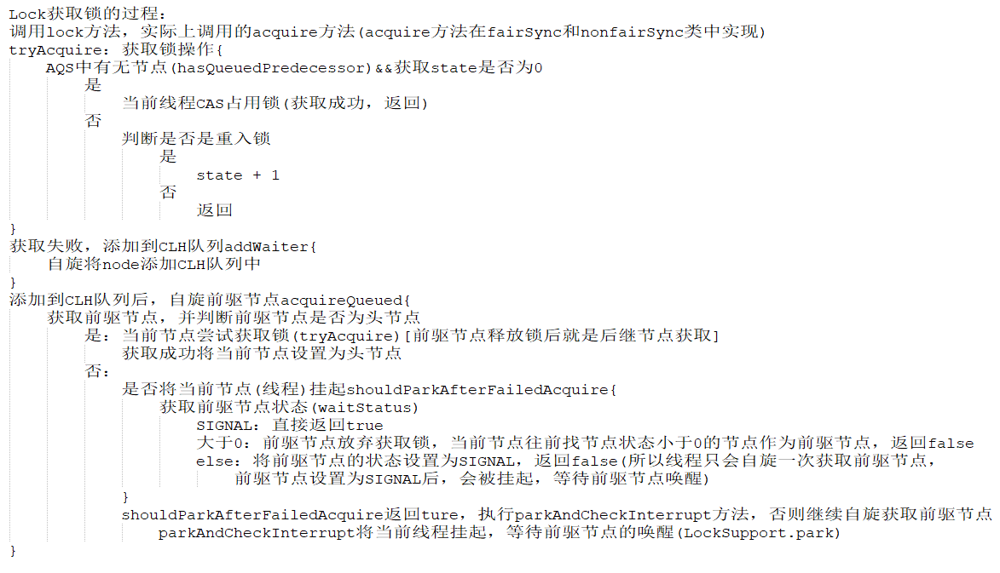 Lock获取锁的过程:
调用lock方法，实际上调用的acquire方法(acquire方法在fairSync和nonfairSync类中实现)
tryAcquire: 获取锁操作{
AQS中有无节点(hasQueuedPredecessor)&&获取state是否为0
是
当前线程CAS占用锁(获取成功，返回)
否
判断是否是重入锁
是
state + 1
否
返回
}
获取失败，添加到CLH队列addWaiter{
自旋将node添加CLH队列中
}
添加到CLH队列后，自旋前驱节点acquireQueued{
获取前驱节点，并判断前驱节点是否为头节点
是: 当前节点尝试获取锁(tryAcquire)[前驱节点释放锁后就是后继节点获取]
获取成功将当前节点设置为头节点
否:
是否将当前节点(线程)挂起shouldParkAfterFailedAcquire{
获取前驱节点状态(waitStatus)
SIGNAL: 直接返回true
大于0: 前驱节点放弃获取锁，当前节点往前找节点状态小于0的节点作为前驱节点，返回false
else: 将前驱节点的状态设置为SIGNAL，返回false(所以线程只会自旋一次获取前驱节点，
前驱节点设置为SIGNAL后，会被挂起，等待前驱节点唤醒)
}
shouldParkAfterFailedAcquire返回ture，执行parkAndCheckInterrupt方法，否则继续自旋获取前驱节点
parkAndCheckInterrupt将当前线程挂起，等待前驱节点的唤醒(LockSupport.park)
}